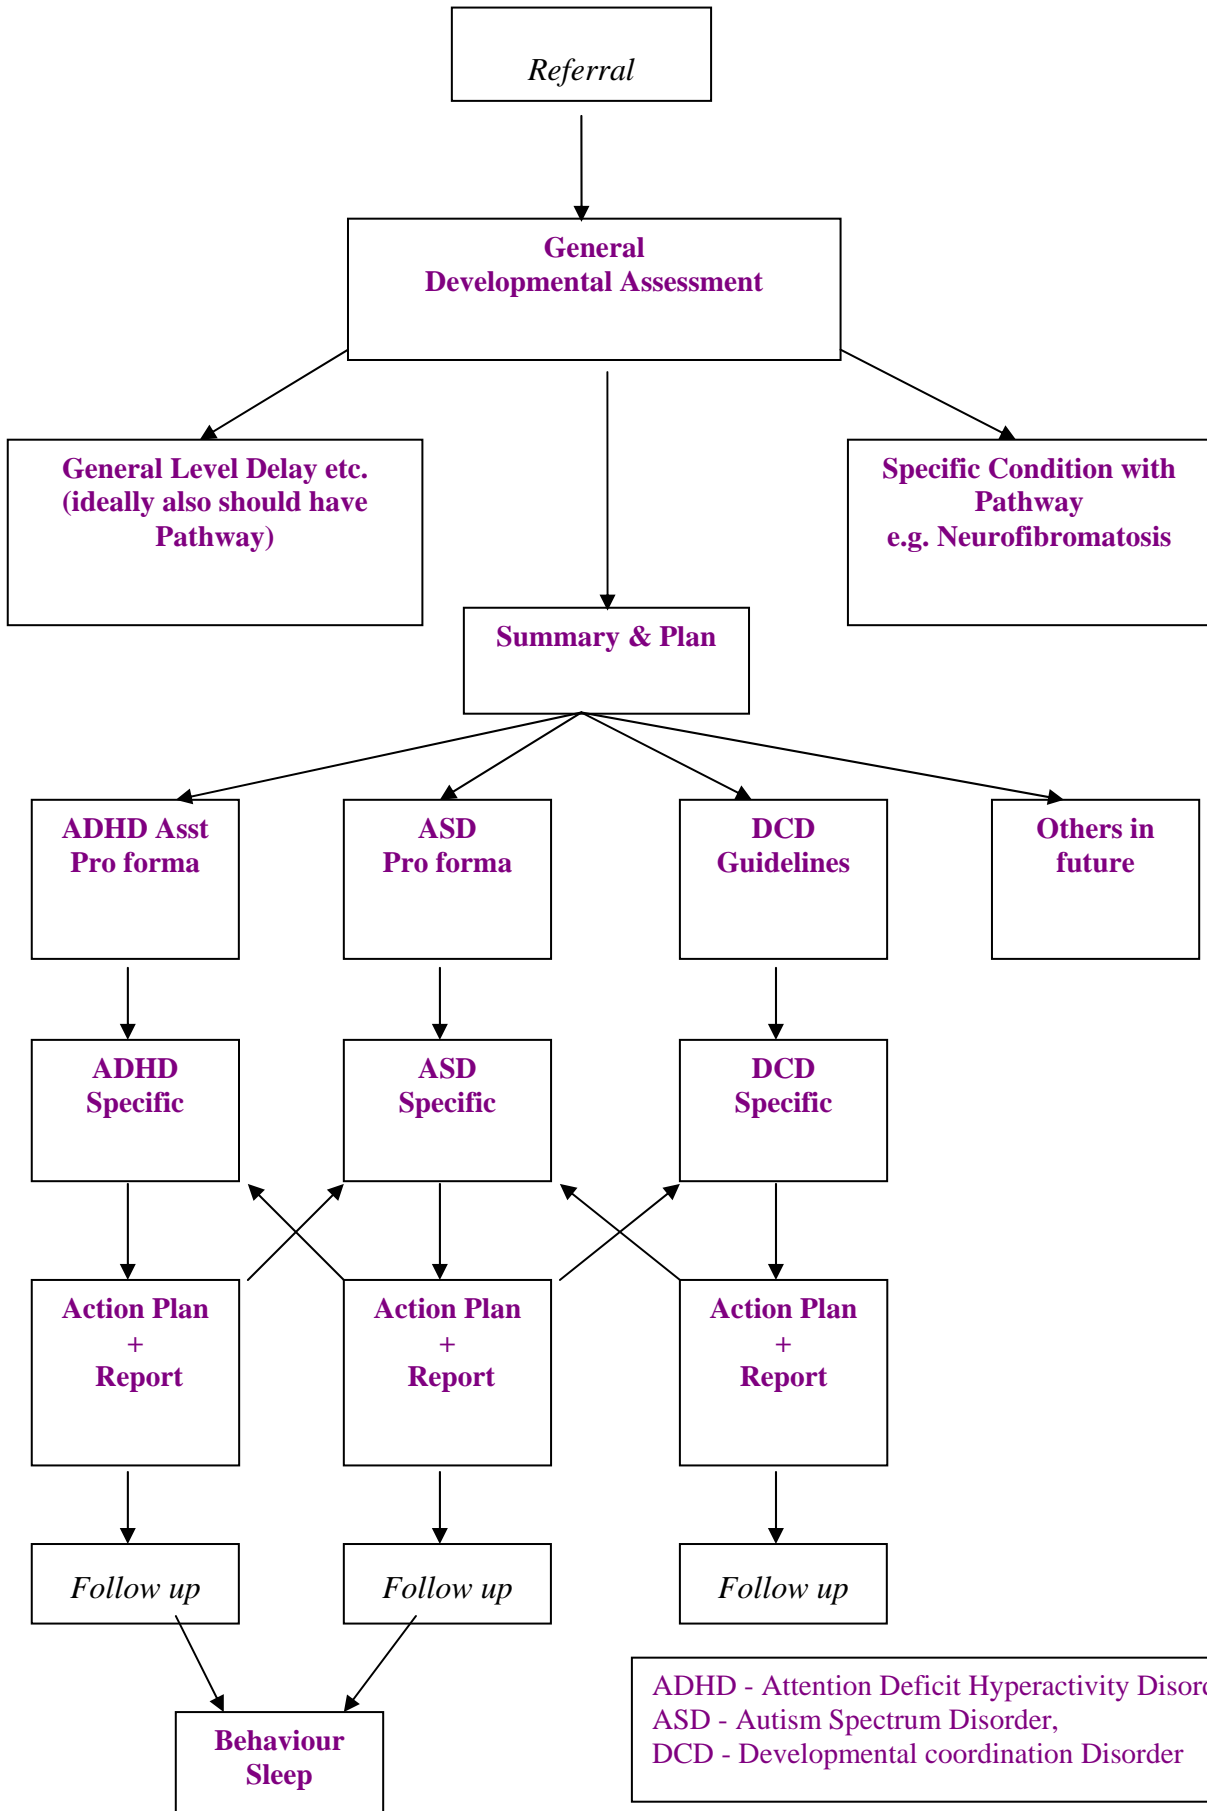 Referral
General
Developmental Assessment
General Level Delay etc.
(ideally also should have
Pathway)
Specific Condition with
Pathway
e.g. Neurofibromatosis
Summary & Plan
ADHD Asst
Pro forma
ASD
Pro forma
DCD
Guidelines
Others in
future
ADHD
Specific
ASD
Specific
DCD
Specific
Action Plan
+
Report
Action Plan
+
Report
Action Plan
+
Report
Follow up
Follow up
Follow up
Behaviour
Sleep
ADHD - Attention Deficit Hyperactivity
ASD - Autism Spectrum Disorder,
DCD - Developmental coordination Disorder